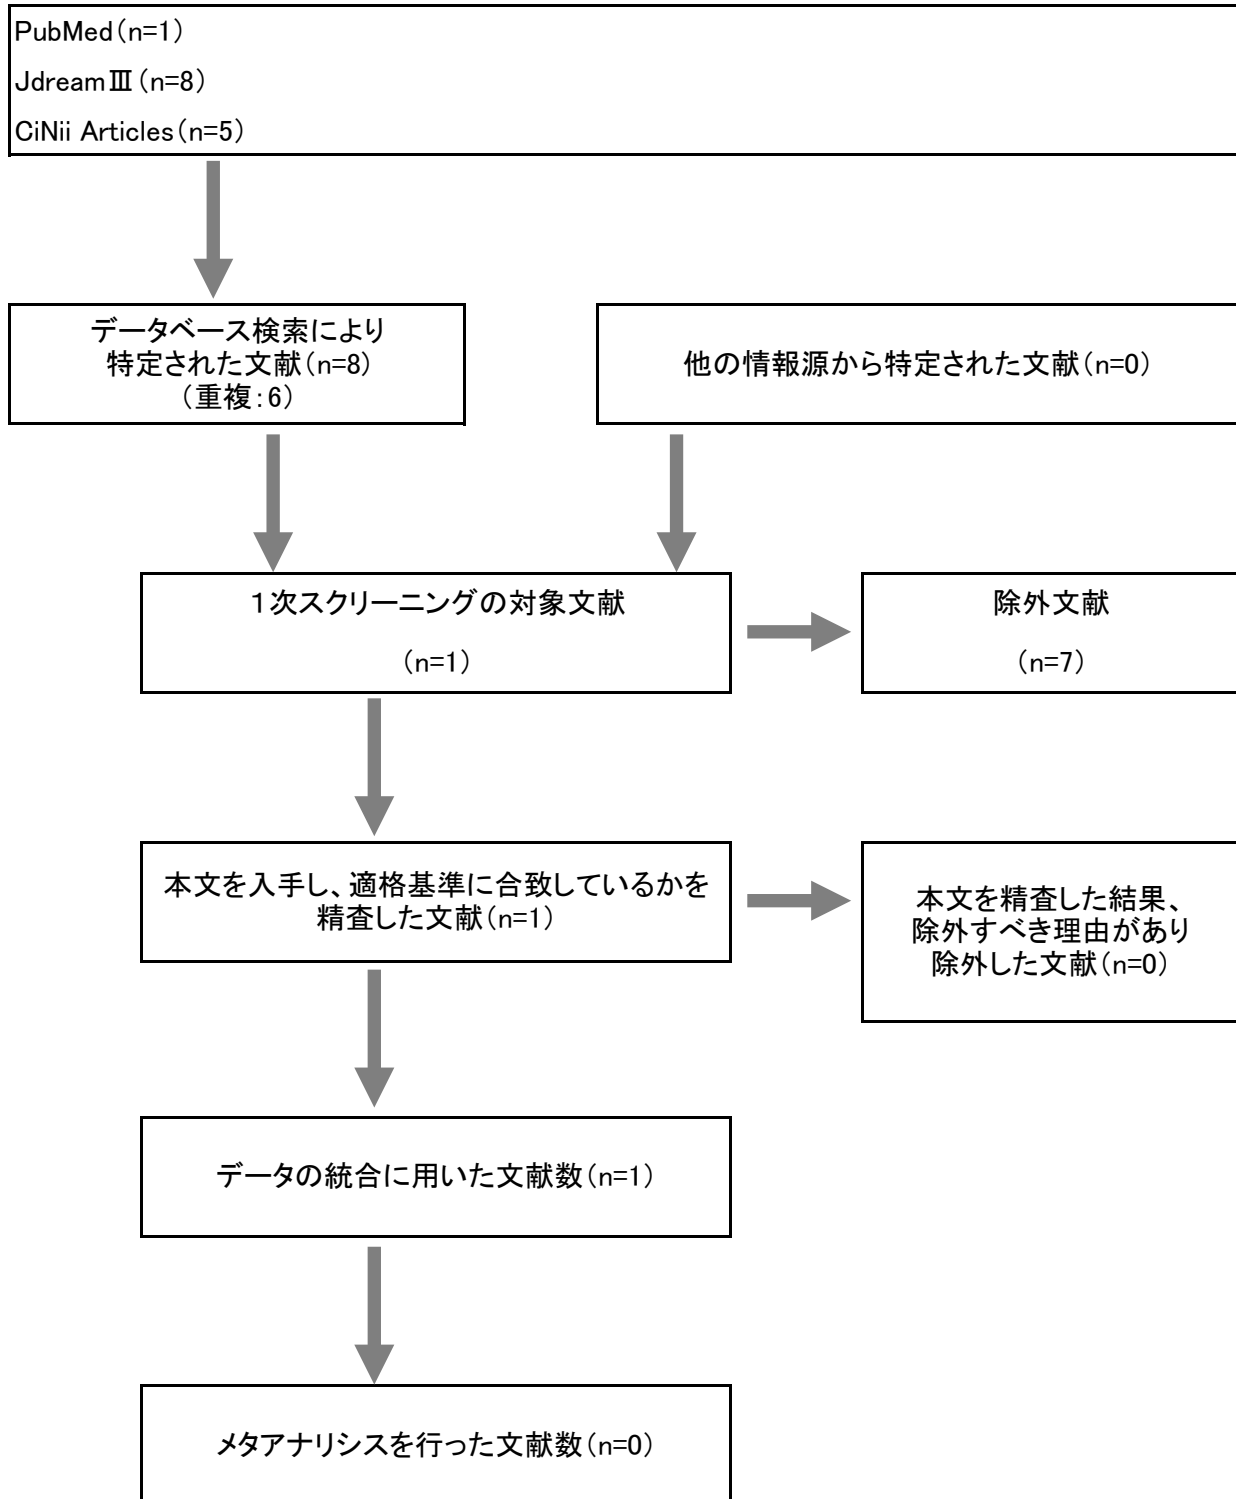 PubMed(n=1)
JdreamⅢ(n=8)
CiNii Articles(n=5)
データベース検索により
特定された文献(n=8)
(重複:6)
他の情報源から特定された文献(n=0)
1次スクリーニングの対象文献
(n=1)
除外文献
(n=7)
本文を入手し、適格基準に合致しているかを
精査した文献(n=1)
本文を精査した結果、
除外すべき理由があり
除外した文献(n=0)
データの統合に用いた文献数(n=1)
メタアナリシスを行った文献数(n=0)